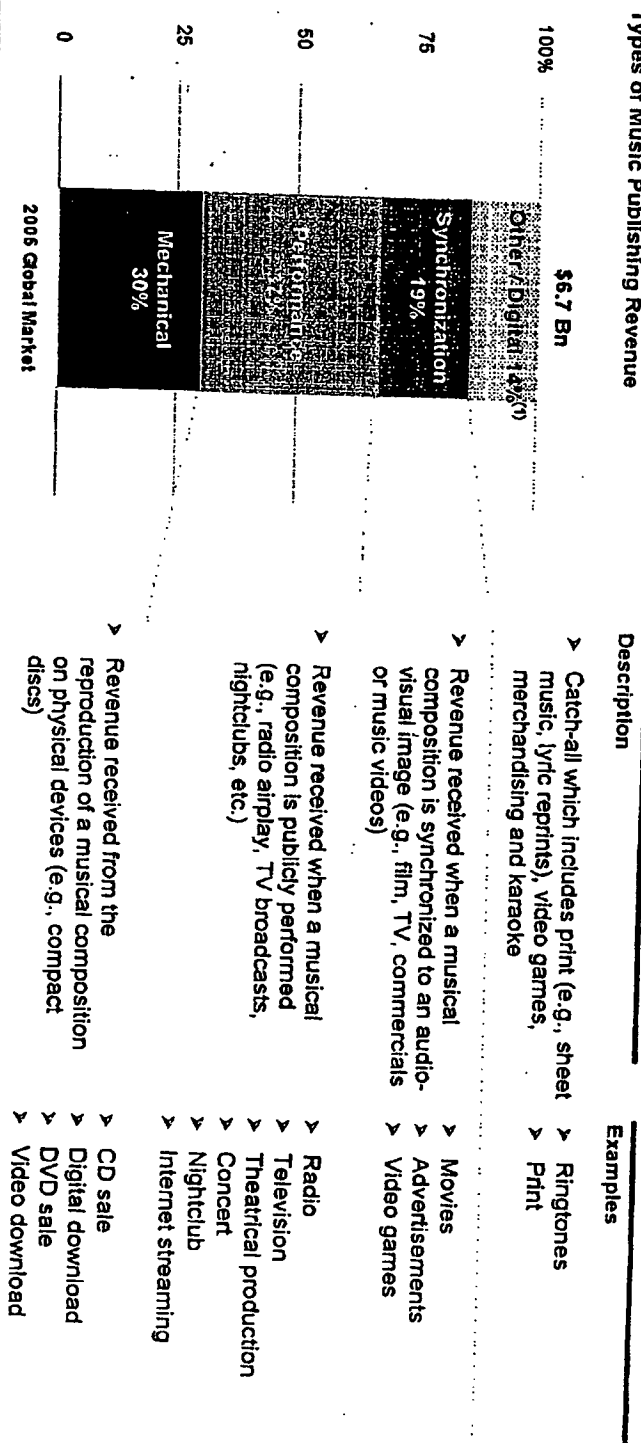 Types of Music Publishing Revenue
Description
Examples
100%
75
50
25
0
$6.7 Bn
Other / Digital 14%(1)
Synchronization
19%
Performance
Mechanical
30%
2006 Global Market
➤ Catch-all which includes print (e.g., sheet
music, lyric reprints), video games,
merchandising and karaoke
➤ Ringtones
➤ Print
➤ Revenue received when a musical
composition is synchronized to an audio-
visual image (e.g., film, TV, commercials
or music videos)
➤ Movies
➤ Advertisements
➤ Video games
➤ Revenue received when a musical
composition is publicly performed
(e.g., radio airplay, TV broadcasts,
nightclubs, etc.)
➤ Radio
➤ Television
➤ Theatrical production
➤ Concert
➤ Nightclub
➤ Internet streaming
➤ Revenue received from the
reproduction of a musical composition
on physical devices (e.g., compact
discs)
➤ CD sale
➤ Digital download
➤ DVD sale
➤ Video download